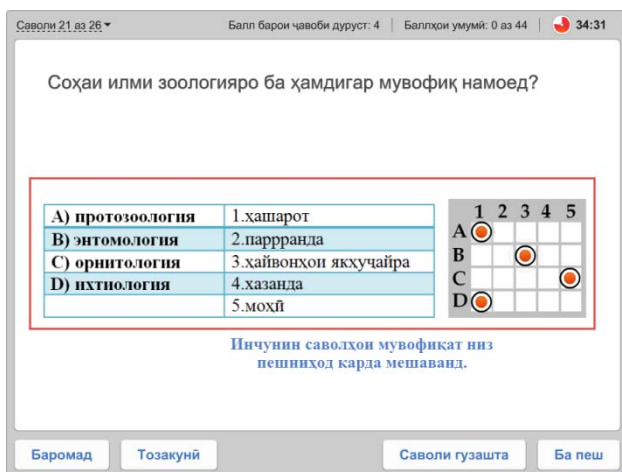 Саволи 21 аз 26 Балл барои ҷавоби дуруст: 4 Баллҳои умумӣ: 0 аз 44 34:31
Соҳаи илми зоологияро ба ҳамдигар мувофиқ намоед?
A) протозоология 1.ҳашарот
B) энтомология 2.паррранда
C) орнитология 3.ҳайвонҳои якхуҷайра
D) ихтиология 4.хазанда
5.моҳӣ
1 2 3 4 5
A
B
C
D
Инчунин саволҳои мувофиқат низ
пешниҳод карда мешаванд.
Баромад Тозакунӣ Саволи гузашта Ба пеш